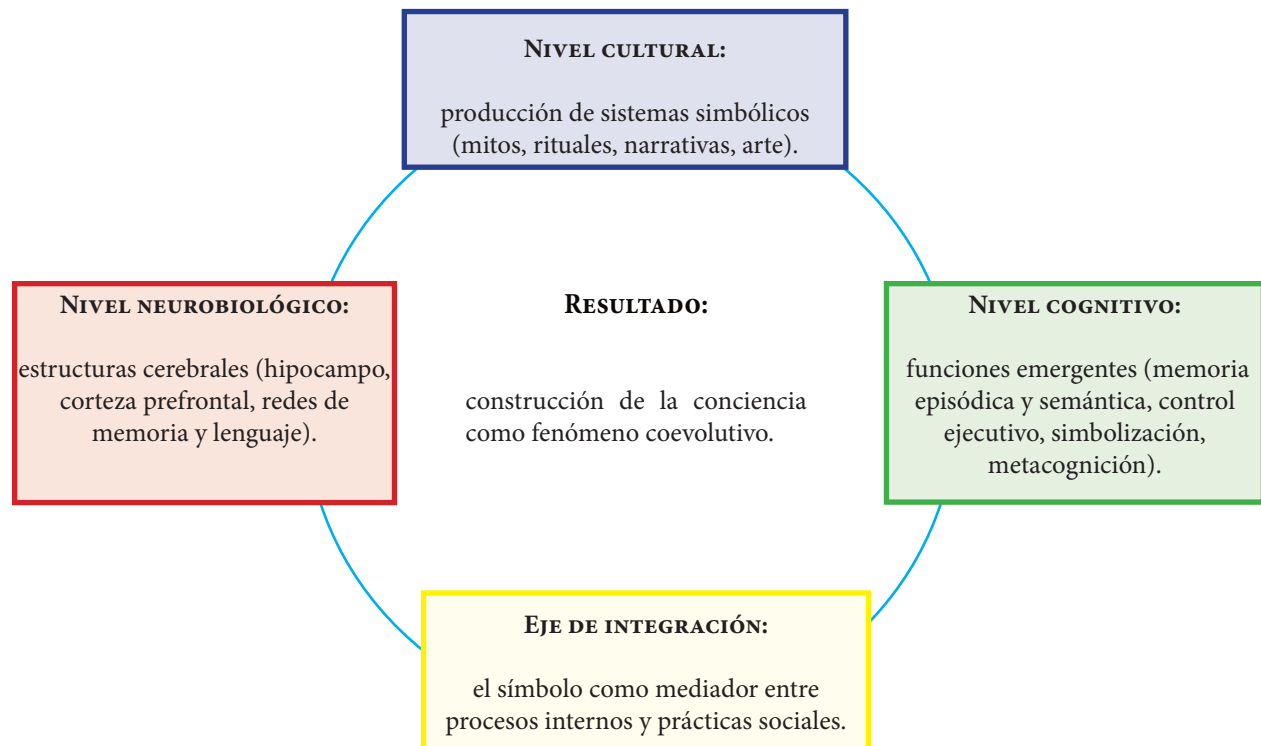 Nivel cultural:
producción de sistemas simbólicos
(mitos, rituales, narrativas, arte).
Nivel neurobiológico:
estructuras cerebrales (hipocampo,
corteza prefrontal, redes de
memoria y lenguaje).
Resultado:
construcción de la conciencia
como fenómeno coevolutivo.
Nivel cognitivo:
funciones emergentes (memoria
episódica y semántica, control
ejecutivo, simbolización,
metacognición).
Eje de integración:
el símbolo como mediador entre
procesos internos y prácticas sociales.